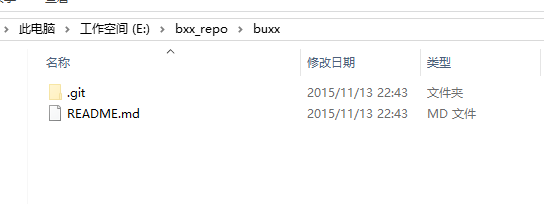 此电脑 > 工作空间 (E:) > bxx_repo > buxx
名称 修改日期 类型
.git 2015/11/13 22:43 文件夹
README.md 2015/11/13 22:43 MD 文件